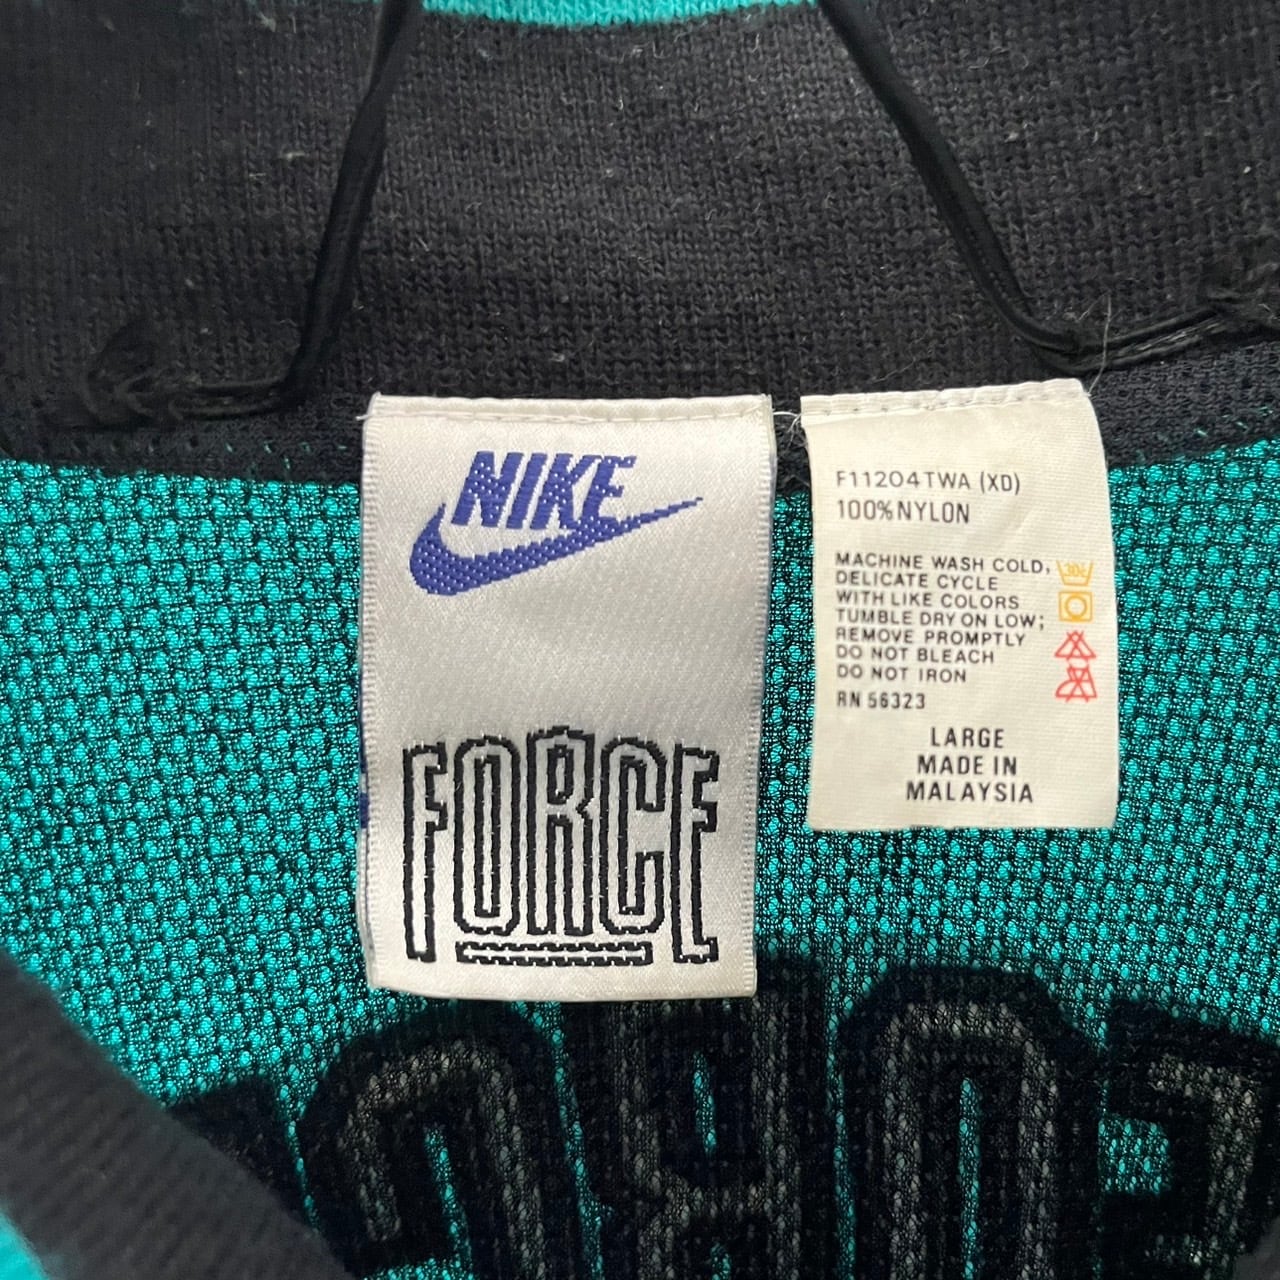 NIKE
FORCE
F11204TWA (XD)
100%NYLON
MACHINE WASH COLD,
DELICATE CYCLE
WITH LIKE COLORS
TUMBLE DRY ON LOW;
REMOVE PROMPTLY
DO NOT BLEACH
DO NOT IRON
RN 56323
LARGE
MADE IN
MALAYSIA